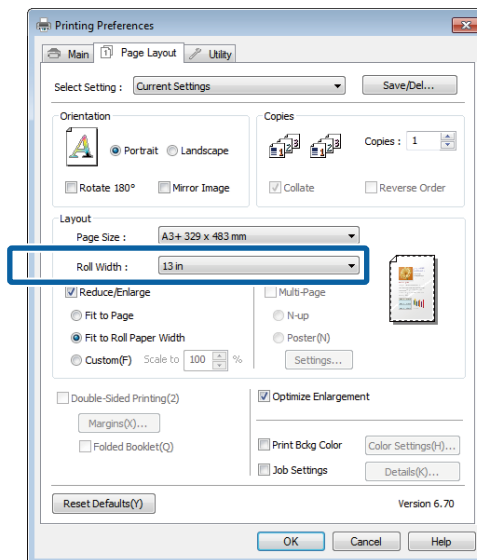 Printing Preferences
Main Page Layout Utility
Select Setting : Current Settings Save/Del...
Orientation Copies
Portrait Landscape Copies : 1
Rotate 180° Mirror Image Collate Reverse Order
Layout
Page Size : A3+ 329 x 483 mm
Roll Width : 13 in
Reduce/Enlarge Multi-Page
Fit to Page N-up
Fit to Roll Paper Width Poster(N)
Custom(F) Scale to 100 % Settings...
Double-Sided Printing(2) Optimize Enlargement
Margins(X)...
Folded Booklet(Q) Print Bckg Color Color Settings(H)...
Job Settings Details(K)...
Reset Defaults(Y) Version 6.70
OK Cancel Help